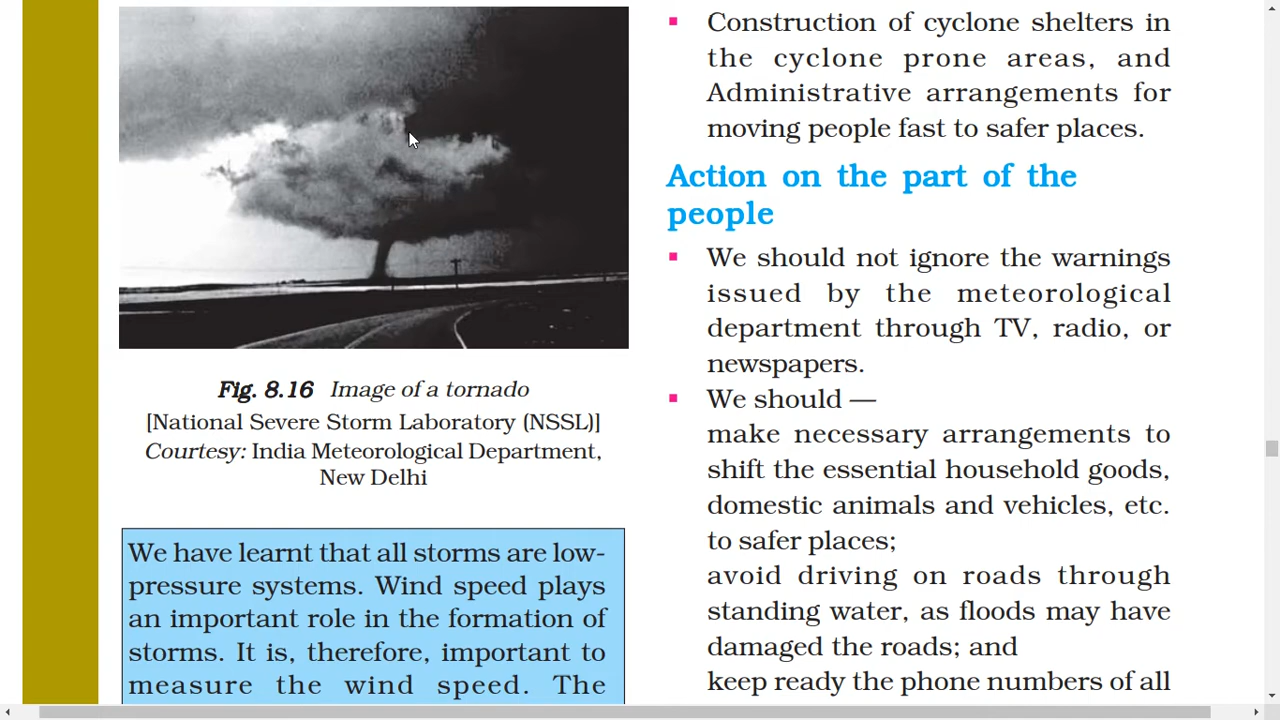 Fig. 8.16 Image of a tornado
[National Severe Storm Laboratory (NSSL)]
Courtesy: India Meteorological Department,
New Delhi
We have learnt that all storms are low-
pressure systems. Wind speed plays
an important role in the formation of
storms. It is, therefore, important to
measure the wind speed. The
Construction of cyclone shelters in
the cyclone prone areas, and
Administrative arrangements for
moving people fast to safer places.
Action on the part of the
people
We should not ignore the warnings
issued by the meteorological
department through TV, radio, or
newspapers.
We should —
make necessary arrangements to
shift the essential household goods,
domestic animals and vehicles, etc.
to safer places;
avoid driving on roads through
standing water, as floods may have
damaged the roads; and
keep ready the phone numbers of all